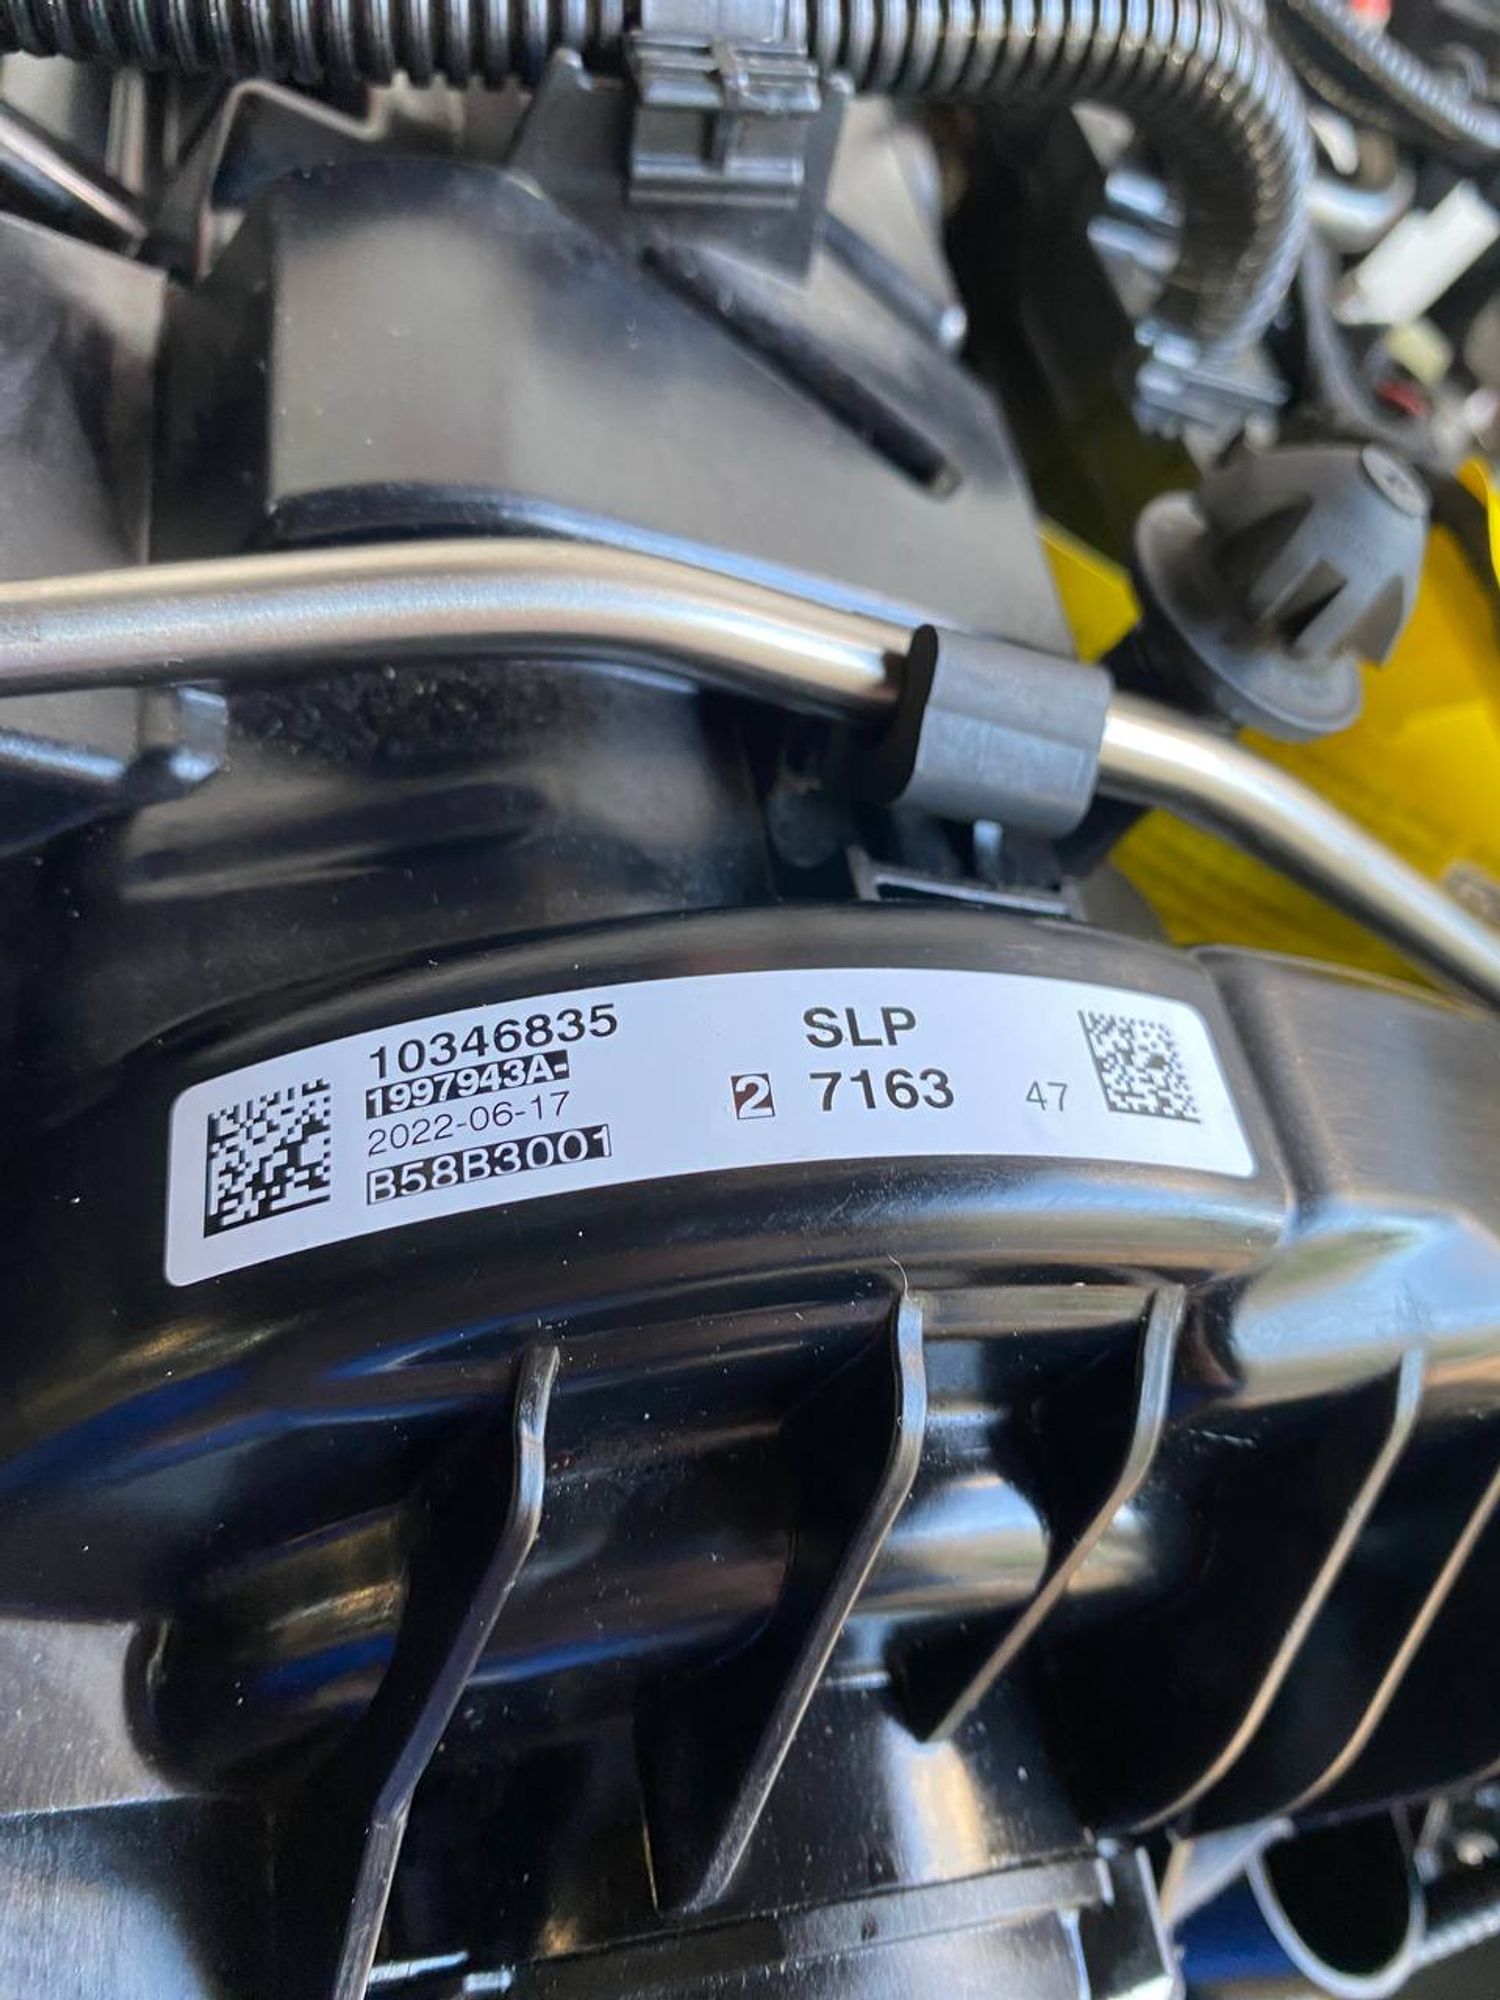 10346835
1997943A-
2022-06-17
B58B3001
SLP
2 7163 47